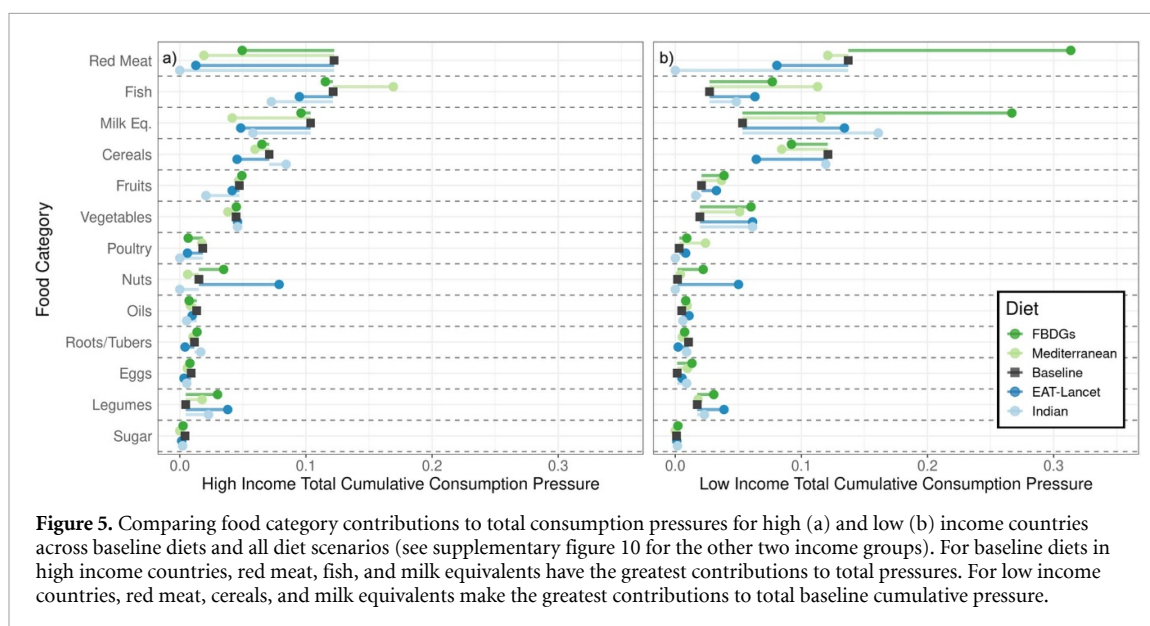 a)
b)
Food Category
Red Meat
Fish
Milk Eq.
Cereals
Fruits
Vegetables
Poultry
Nuts
Oils
Roots/Tubers
Eggs
Legumes
Sugar
Diet
FBDGs
Mediterranean
Baseline
EAT-Lancet
Indian
0.0 0.1 0.2 0.3
0.0 0.1 0.2 0.3
High Income Total Cumulative Consumption Pressure
Low Income Total Cumulative Consumption Pressure
Figure 5. Comparing food category contributions to total consumption pressures for high (a) and low (b) income countries
across baseline diets and all diet scenarios (see supplementary figure 10 for the other two income groups). For baseline diets in
high income countries, red meat, fish, and milk equivalents have the greatest contributions to total pressures. For low income
countries, red meat, cereals, and milk equivalents make the greatest contributions to total baseline cumulative pressure.